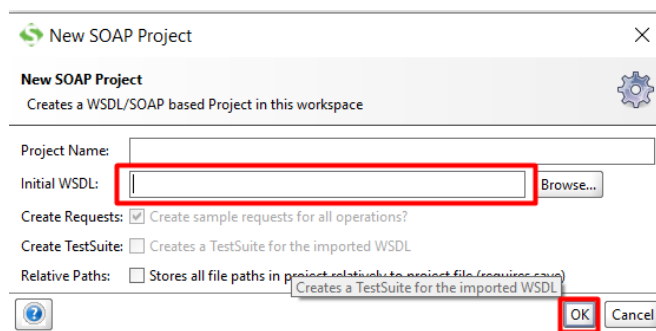 New SOAP Project
New SOAP Project
Creates a WSDL/SOAP based Project in this workspace
Project Name:
Initial WSDL: Browse...
Create Requests: Create sample requests for all operations?
Create TestSuite: Creates a TestSuite for the imported WSDL
Relative Paths: Stores all file paths in project relatively to project file (requires save)
Creates a TestSuite for the imported WSDL
OK Cancel